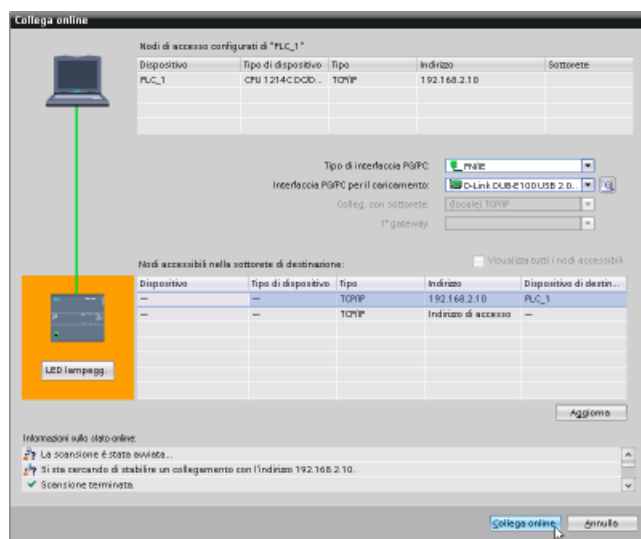 Collega online
Nodi di accesso configurati di "PLC_1"
Dispositivo Tipo di dispositivo Tipo Indirizzo Sottorete
PLC_1 CPU 1214C DC/D... TCP/IP 192.168.2.10
Tipo di interfaccia PG/PC: PN/IE
Interfaccia PG/PC per il caricamento: D-Link DUB-E100 USB 2.0...
Colleg. con sottorete: (locale) TCP/IP
1° gateway:
Nodi accessibili nella sottorete di destinazione: Visualizza tutti i nodi accessibili
Dispositivo Tipo di dispositivo Tipo Indirizzo Dispositivo di destin...
— — TCP/IP 192.168.2.10 PLC_1
— — TCP/IP Indirizzo di accesso —
LED lampegg.
Aggiorna
Informazioni sullo stato online:
La scansione è stata avviata...
Si sta cercando di stabilire un collegamento con l'indirizzo 192.168.2.10.
Scansione terminata.
Collega online Annulla